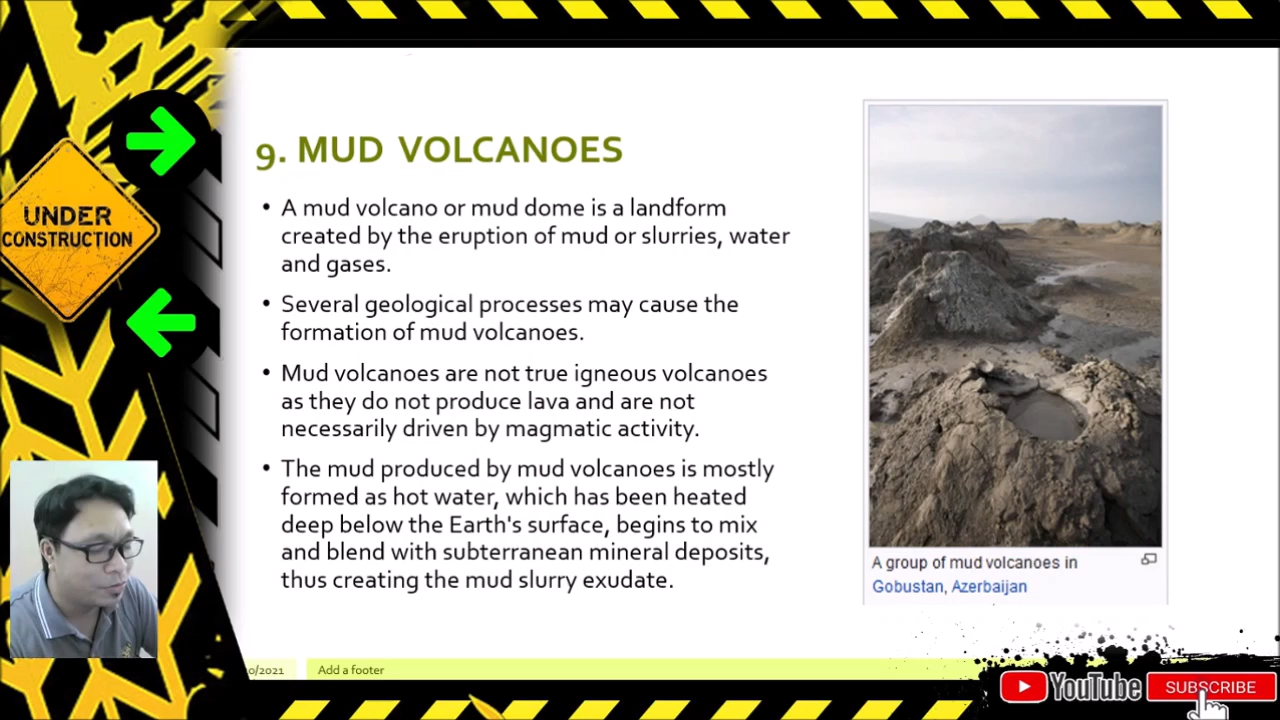 UNDER
CONSTRUCTION
9. MUD VOLCANOES
• A mud volcano or mud dome is a landform
created by the eruption of mud or slurries, water
and gases.
• Several geological processes may cause the
formation of mud volcanoes.
• Mud volcanoes are not true igneous volcanoes
as they do not produce lava and are not
necessarily driven by magmatic activity.
• The mud produced by mud volcanoes is mostly
formed as hot water, which has been heated
deep below the Earth's surface, begins to mix
and blend with subterranean mineral deposits,
thus creating the mud slurry exudate.
A group of mud volcanoes in
Gobustan, Azerbaijan
0/2021
Add a footer
YouTube
SUBSCRIBE